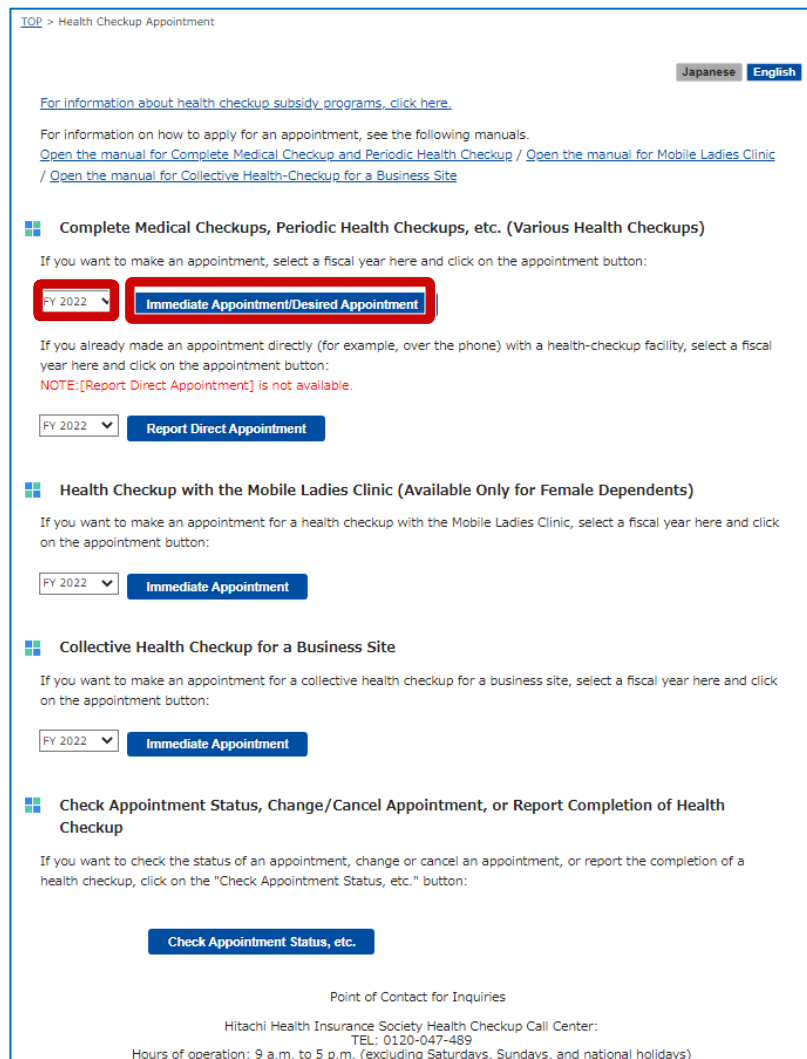 TOP > Health Checkup Appointment
Japanese English
For information about health checkup subsidy programs, click here.
For information on how to apply for an appointment, see the following manuals.
Open the manual for Complete Medical Checkup and Periodic Health Checkup / Open the manual for Mobile Ladies Clinic
/ Open the manual for Collective Health-Checkup for a Business Site
Complete Medical Checkups, Periodic Health Checkups, etc. (Various Health Checkups)
If you want to make an appointment, select a fiscal year here and click on the appointment button:
FY 2022 Immediate Appointment/Desired Appointment
If you already made an appointment directly (for example, over the phone) with a health-checkup facility, select a fiscal
year here and click on the appointment button:
NOTE:[Report Direct Appointment] is not available.
FY 2022 Report Direct Appointment
Health Checkup with the Mobile Ladies Clinic (Available Only for Female Dependents)
If you want to make an appointment for a health checkup with the Mobile Ladies Clinic, select a fiscal year here and click
on the appointment button:
FY 2022 Immediate Appointment
Collective Health Checkup for a Business Site
If you want to make an appointment for a collective health checkup for a business site, select a fiscal year here and click
on the appointment button:
FY 2022 Immediate Appointment
Check Appointment Status, Change/Cancel Appointment, or Report Completion of Health
Checkup
If you want to check the status of an appointment, change or cancel an appointment, or report the completion of a
health checkup, click on the "Check Appointment Status, etc." button:
Check Appointment Status, etc.
Point of Contact for Inquiries
Hitachi Health Insurance Society Health Checkup Call Center:
TEL: 0120-047-489
Hours of operation: 9 a.m. to 5 p.m. (excluding Saturdays, Sundays, and national holidays)